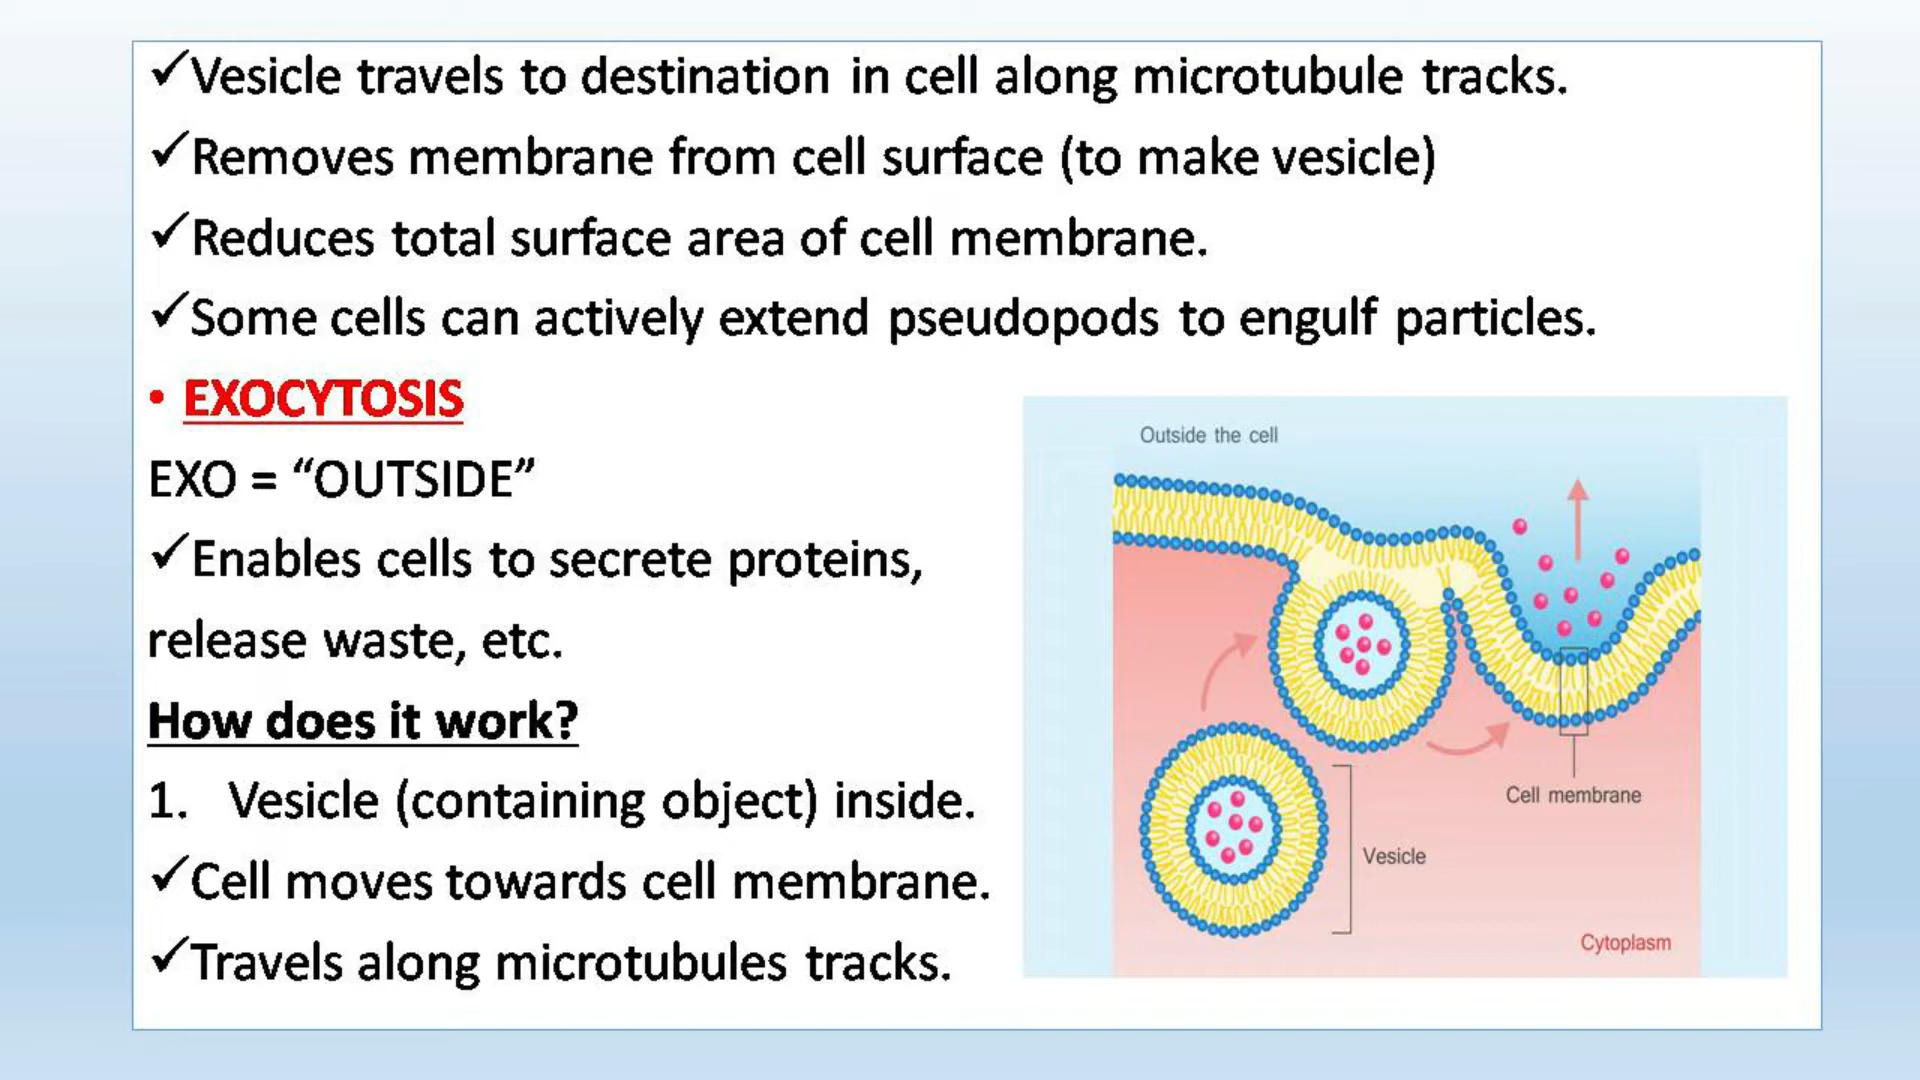 ✓Vesicle travels to destination in cell along microtubule tracks.
✓Removes membrane from cell surface (to make vesicle)
✓Reduces total surface area of cell membrane.
✓Some cells can actively extend pseudopods to engulf particles.
• EXOCYTOSIS
EXO = “OUTSIDE”
✓Enables cells to secrete proteins,
release waste, etc.
How does it work?
1. Vesicle (containing object) inside.
✓Cell moves towards cell membrane.
✓Travels along microtubules tracks.
Outside the cell
Cell membrane
Vesicle
Cytoplasm